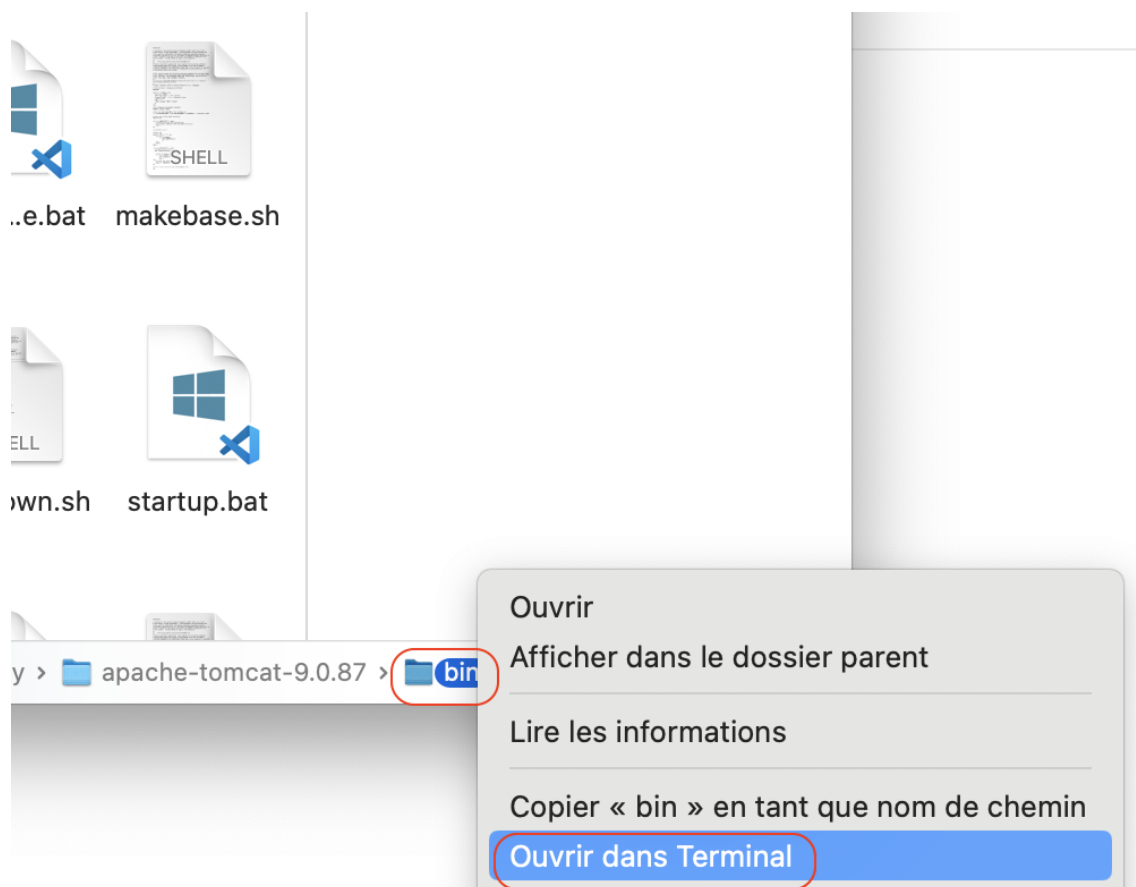 SHELL
..e.bat
makebase.sh
ELL
own.sh
startup.bat
y › apache-tomcat-9.0.87 › bin
Ouvrir
Afficher dans le dossier parent
Lire les informations
Copier « bin » en tant que nom de chemin
Ouvrir dans Terminal